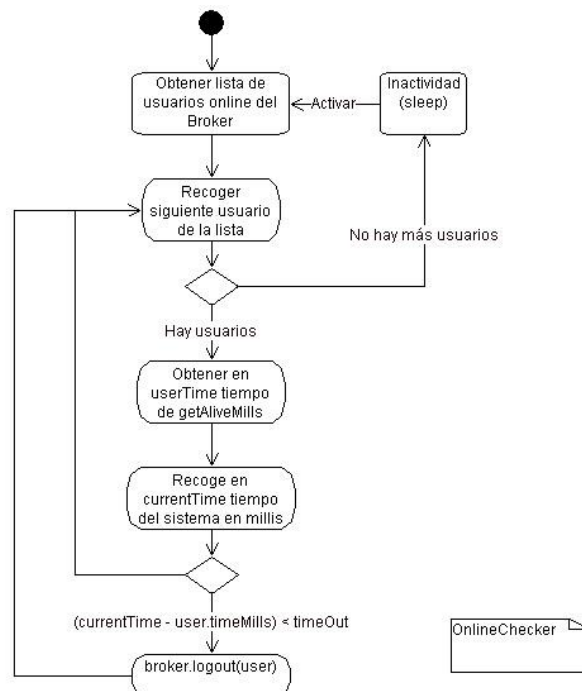 Obtener lista de
usuarios online del
Broker
Inactividad
(sleep)
Activar
Recoger
siguiente usuario
de la lista
No hay más usuarios
Hay usuarios
Obtener en
userTime tiempo
de getAliveMills
Recoge en
currentTime tiempo
del sistema en millis
(currentTime - user.timeMills) < timeOut
OnlineChecker
broker.logout(user)